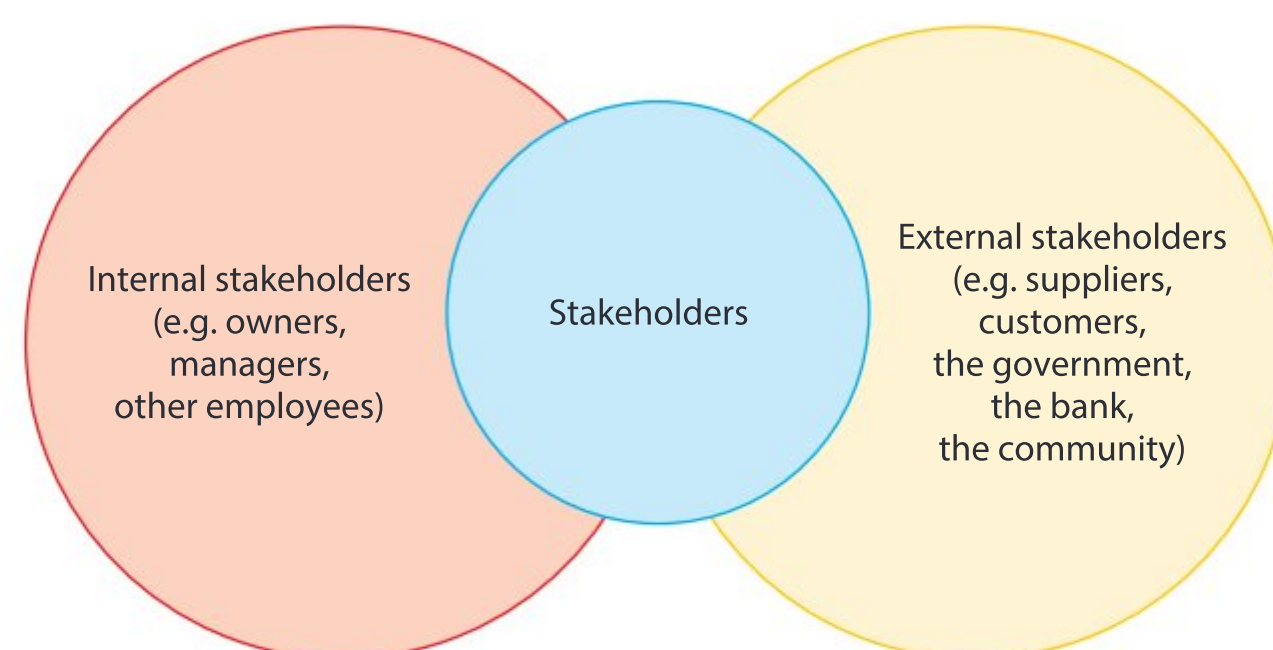 Internal stakeholders
(e.g. owners,
managers,
other employees)
Stakeholders
External stakeholders
(e.g. suppliers,
customers,
the government,
the bank,
the community)